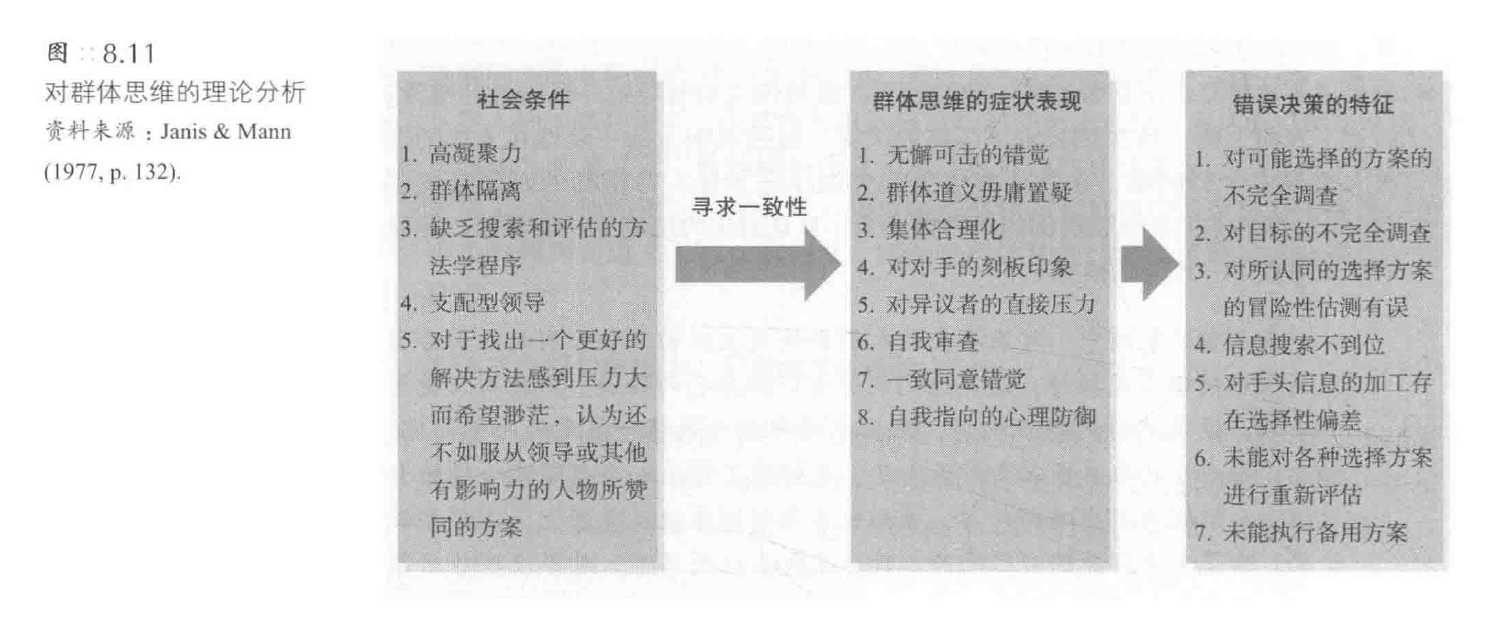 图 :: 8.11
对群体思维的理论分析
资料来源：Janis & Mann
(1977, p. 132).
社会条件
1. 高凝聚力
2. 群体隔离
3. 缺乏搜索和评估的方
法学程序
4. 支配型领导
5. 对于找出一个更好的
解决方法感到压力大
而希望渺茫，认为还
不如服从领导或其他
有影响力的人物所赞
同的方案
寻求一致性
群体思维的症状表现
1. 无懈可击的错觉
2. 群体道义毋庸置疑
3. 集体合理化
4. 对对手的刻板印象
5. 对异议者的直接压力
6. 自我审查
7. 一致同意错觉
8. 自我指向的心理防御
错误决策的特征
1. 对可能选择的方案的
不完全调查
2. 对目标的不完全调查
3. 对所认同的选择方案
的冒险性估测有误
4. 信息搜索不到位
5. 对手头信息的加工存
在选择性偏差
6. 未能对各种选择方案
进行重新评估
7. 未能执行备用方案